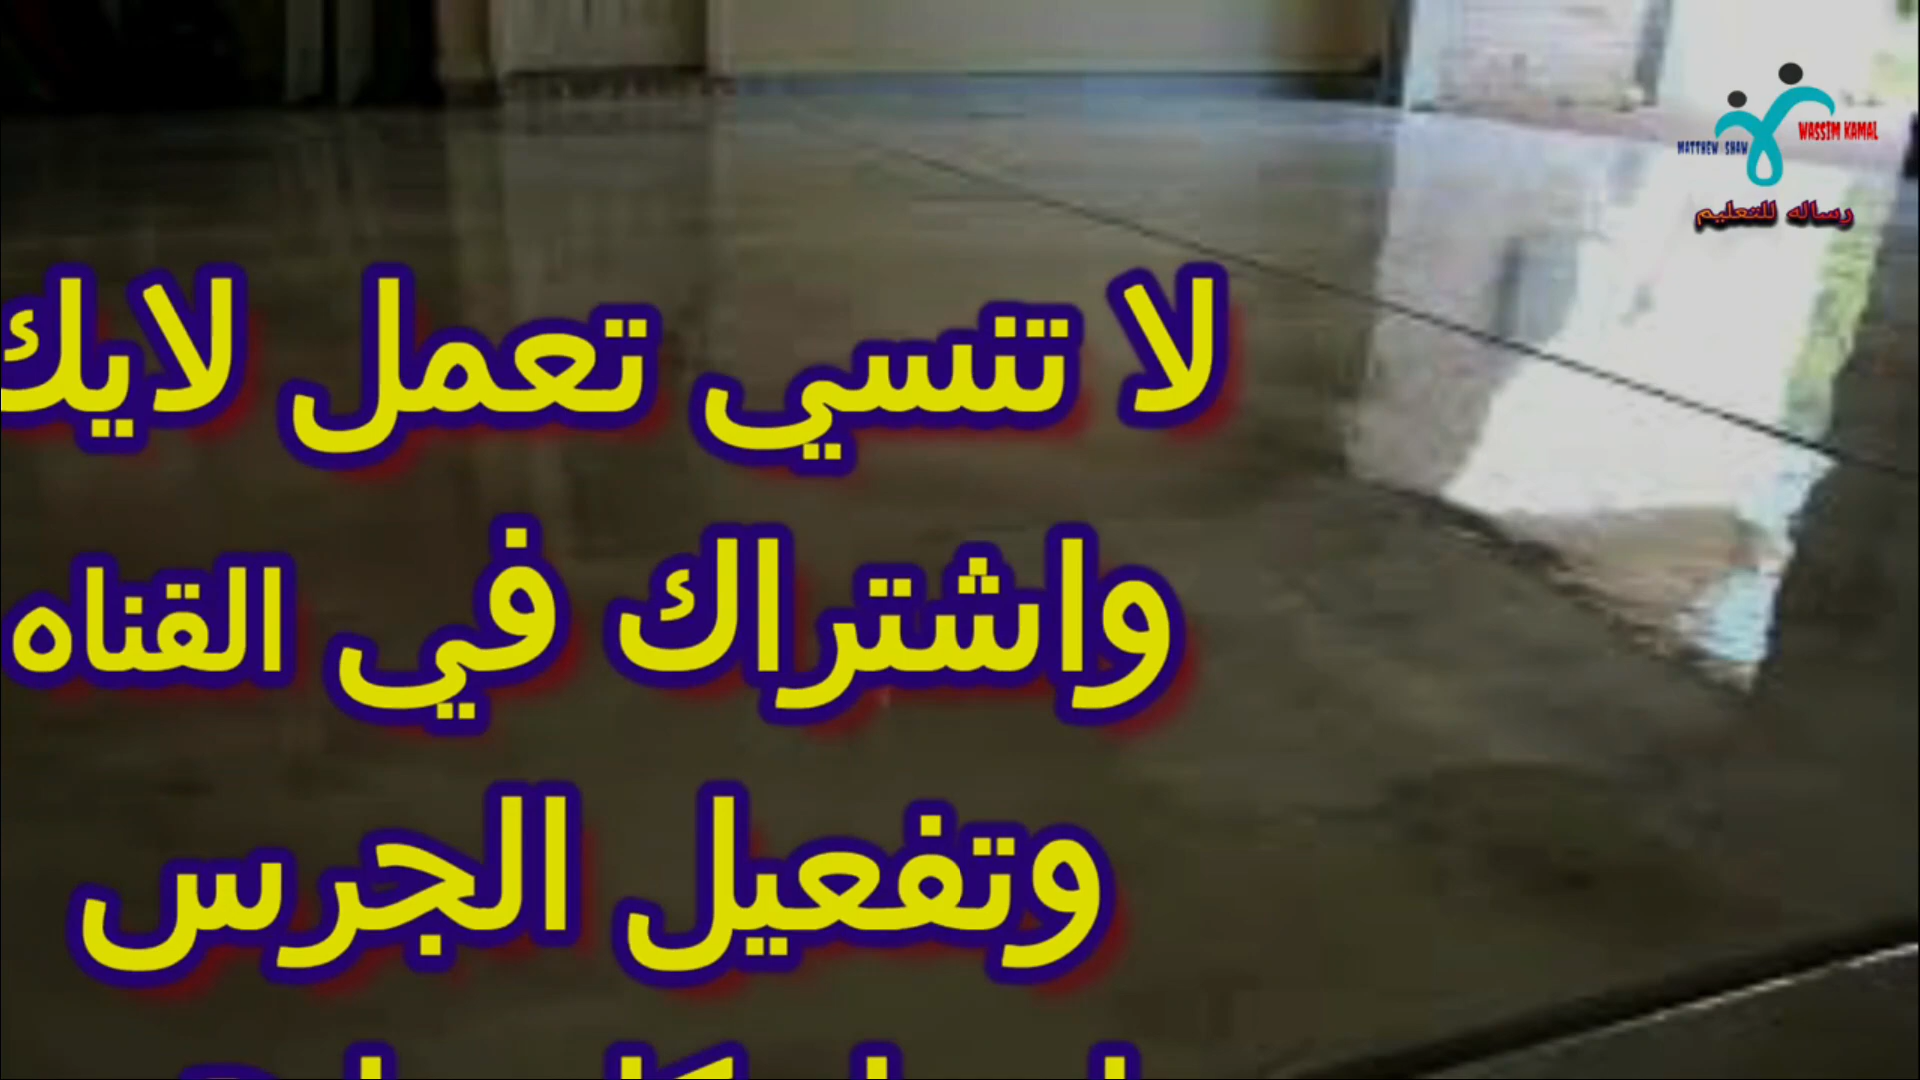 لا تنسي تعمل لايك
واشتراك في القناه
وتفعيل الجرس
MATTHEW SHAW
WASSIM KAMAL
رساله للتعليم